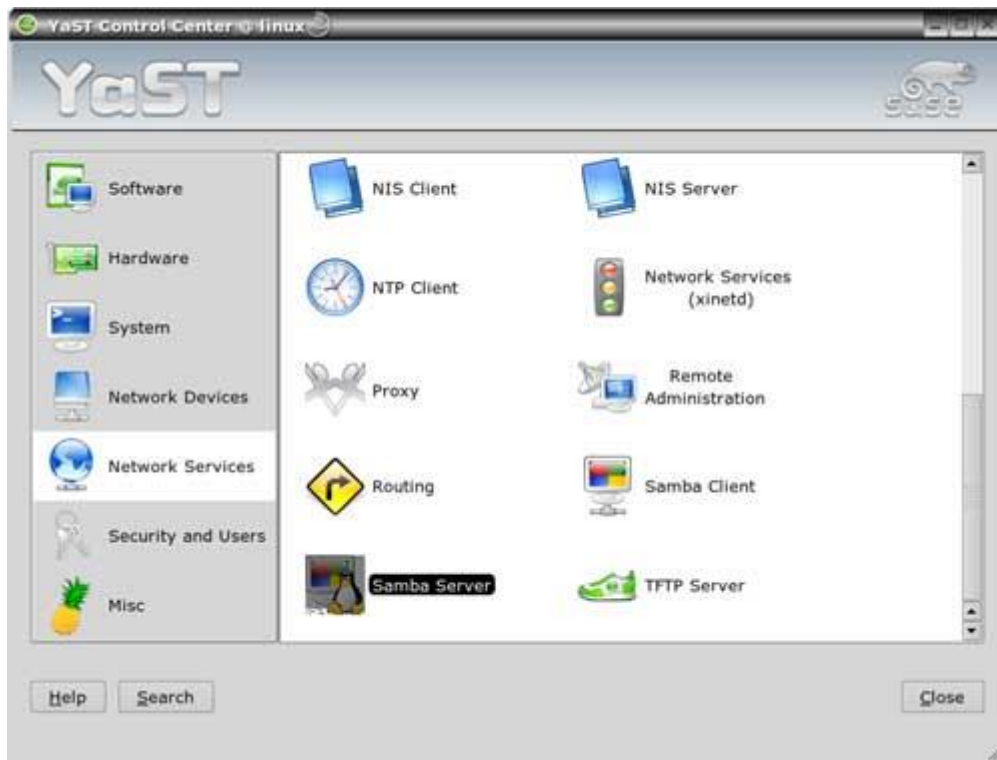 YaST Control Center @ linux
YaST
suse
Software
Hardware
System
Network Devices
Network Services
Security and Users
Misc
NIS Client
NIS Server
NTP Client
Network Services
(xinetd)
Proxy
Remote
Administration
Routing
Samba Client
Samba Server
TFTP Server
Help
Search
Close